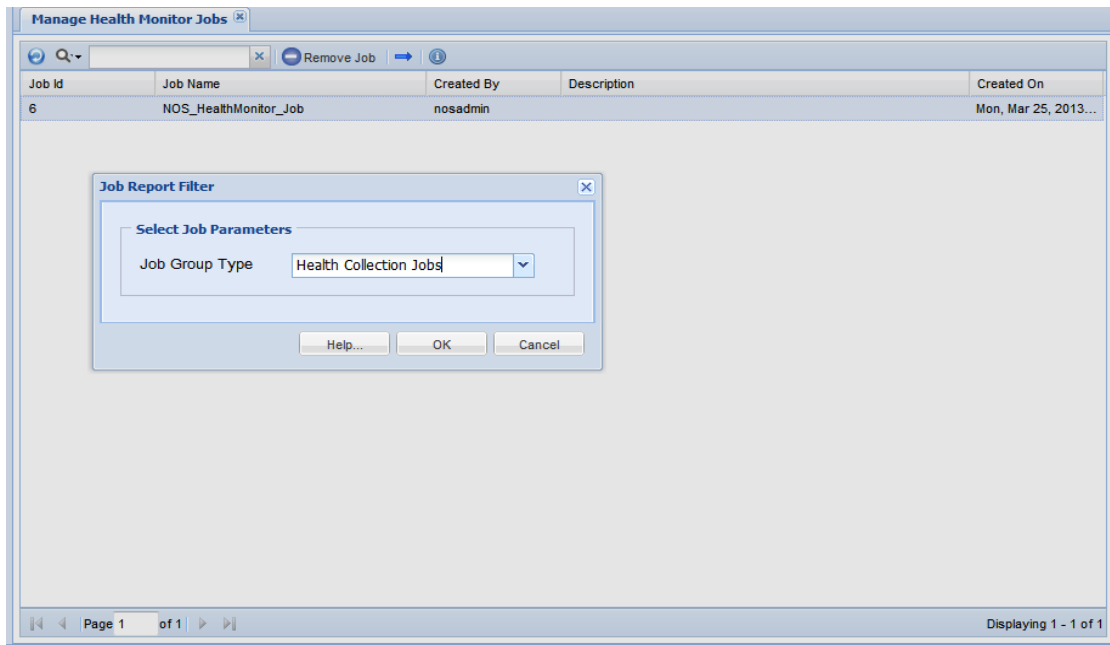 Manage Health Monitor Jobs
Remove Job
Job Id Job Name Created By Description Created On
6 NOS_HealthMonitor_Job nosadmin Mon, Mar 25, 2013...
Job Report Filter
Select Job Parameters
Job Group Type Health Collection Jobs
Help... OK Cancel
Page 1 of 1 Displaying 1 - 1 of 1